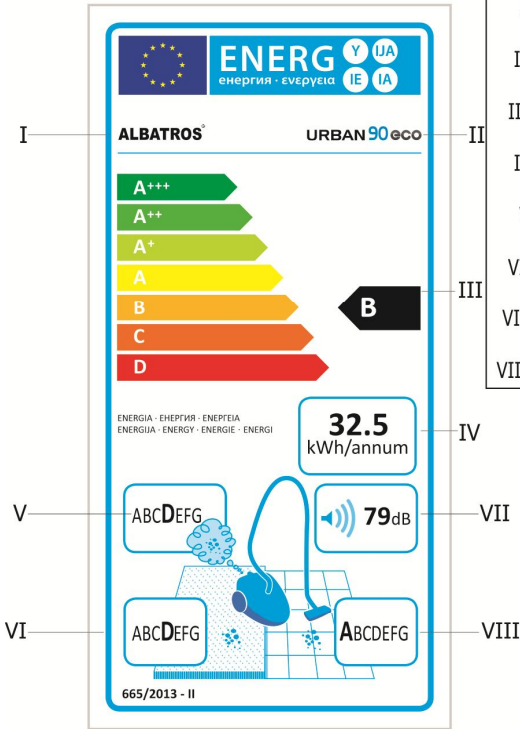 ENERG Y IJA
енергия · ενεργεια IE IA
I ALBATROS° URBAN 90 eco II
A+++
A++
A+
A
B
C
D
B III
ENERGIA · ЕНЕРГИЯ · ΕΝΕΡΓΕΙΑ
ENERGIJA · ENERGY · ENERGIE · ENERGI
32.5
kWh/annum
IV
V ABCDEFG
79dB VII
VI ABCDEFG
ABCDEFG VIII
665/2013 - II